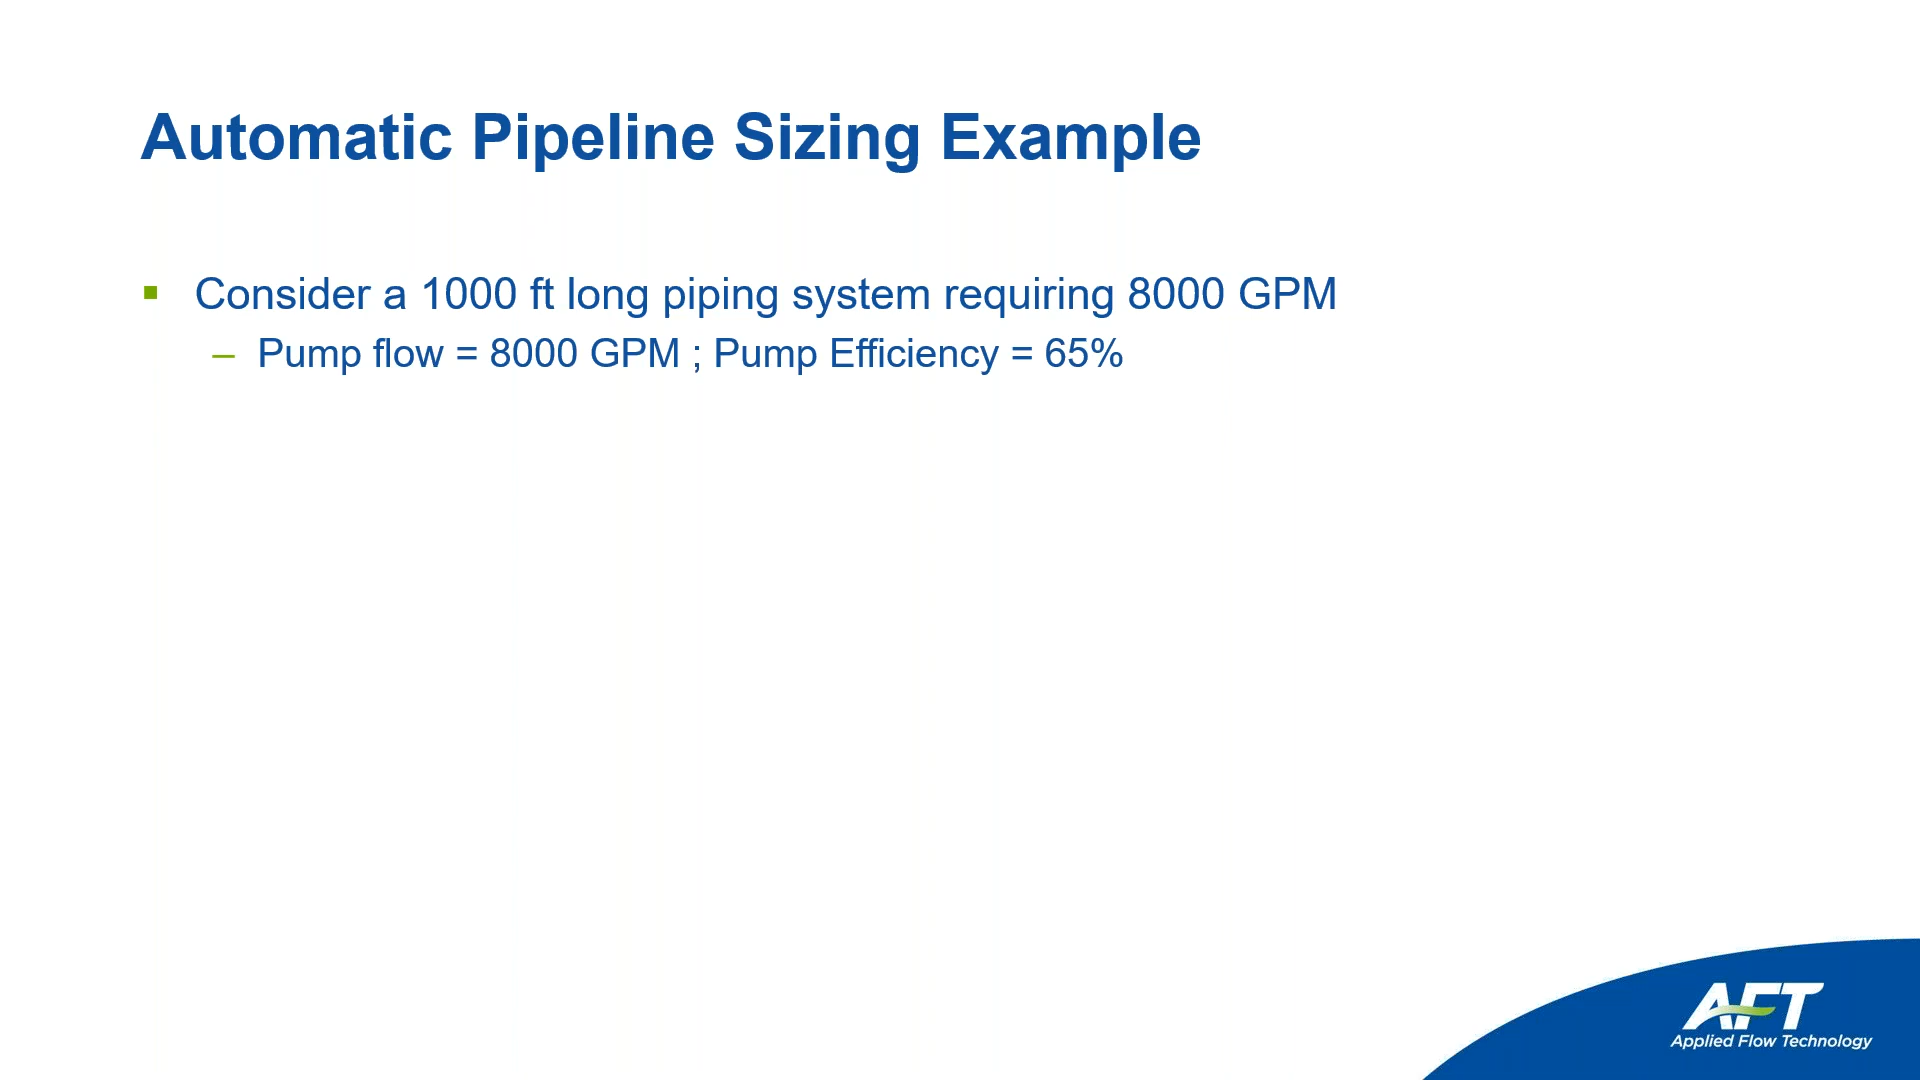 Automatic Pipeline Sizing Example
▪ Consider a 1000 ft long piping system requiring 8000 GPM
– Pump flow = 8000 GPM ; Pump Efficiency = 65%
AFT
Applied Flow Technology